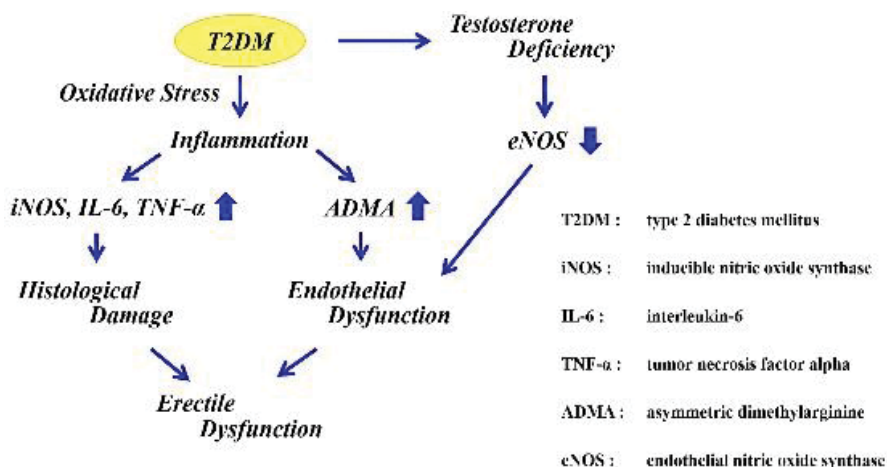 T2DM
Testosterone
Deficiency
Oxidative Stress
Inflammation
eNOS
iNOS, IL-6, TNF-α
ADMA
Histological
Damage
Endothelial
Dysfunction
Erectile
Dysfunction
T2DM : type 2 diabetes mellitus
iNOS : inducible nitric oxide synthase
IL-6 : interleukin-6
TNF-α : tumor necrosis factor alpha
ADMA : asymmetric dimethylarginine
eNOS : endothelial nitric oxide synthase